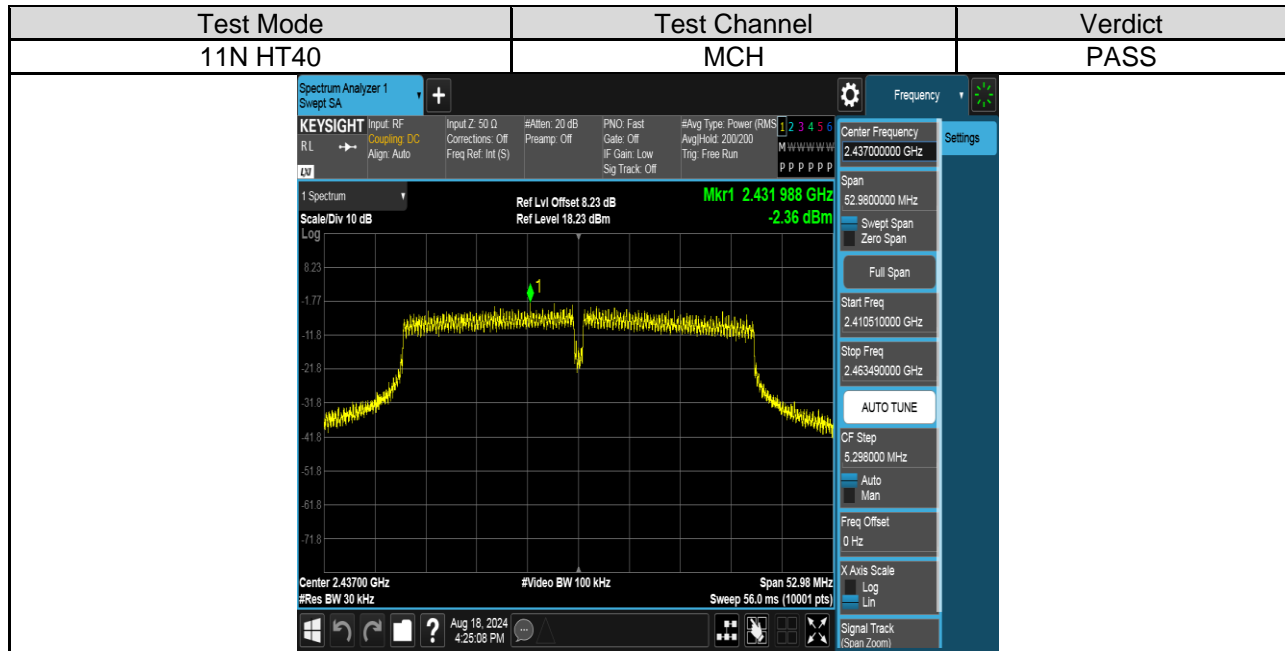 Test Mode Test Channel Verdict
11N HT40 MCH PASS
Spectrum Analyzer 1
Swept SA
+
Frequency
KEYSIGHT
RL
LXI
Input: RF
Coupling: DC
Align: Auto
Input Z: 50 Ω
Corrections: Off
Freq Ref: Int (S)
#Atten: 20 dB
Preamp: Off
PNO: Fast
Gate: Off
IF Gain: Low
Sig Track: Off
#Avg Type: Power (RMS
Avg|Hold: 200/200
Trig: Free Run
1 2 3 4 5 6
M W W W W W
P P P P P P
1 Spectrum
Scale/Div 10 dB
Log
Ref Lvl Offset 8.23 dB
Ref Level 18.23 dBm
Mkr1 2.431 988 GHz
-2.36 dBm
8.23
-1.77
-11.8
-21.8
-31.8
-41.8
-51.8
-61.8
-71.8
1
Center 2.43700 GHz
#Res BW 30 kHz
#Video BW 100 kHz
Span 52.98 MHz
Sweep 56.0 ms (10001 pts)
Center Frequency
2.437000000 GHz
Settings
Span
52.9800000 MHz
Swept Span
Zero Span
Full Span
Start Freq
2.410510000 GHz
Stop Freq
2.463490000 GHz
AUTO TUNE
CF Step
5.298000 MHz
Auto
Man
Freq Offset
0 Hz
X Axis Scale
Log
Lin
Signal Track
(Span Zoom)
?
Aug 18, 2024
4:25:08 PM